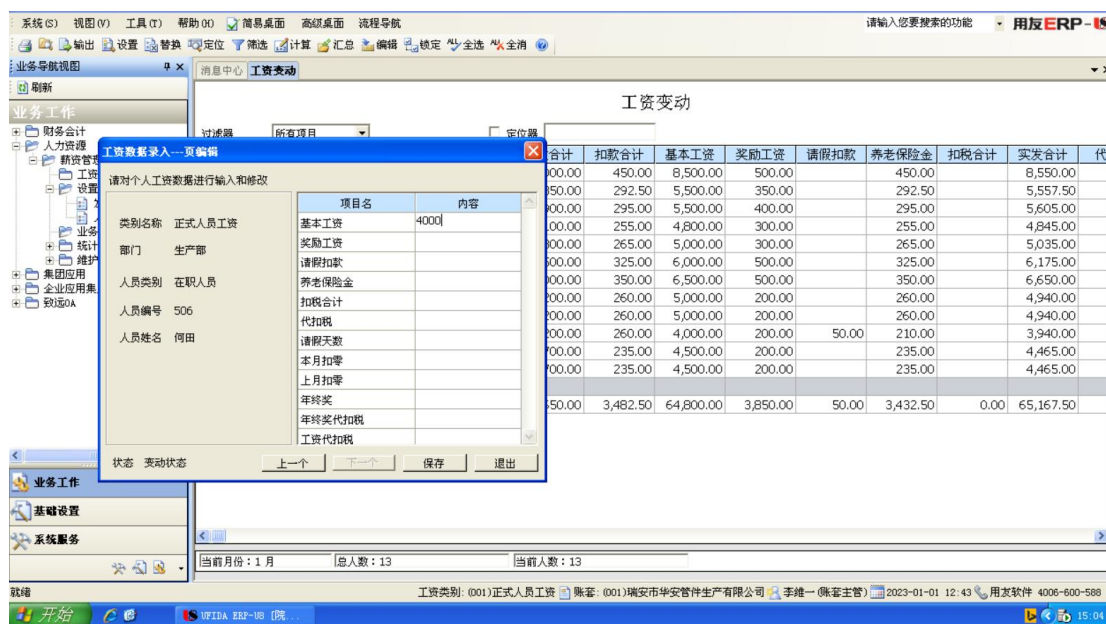 系统(S) 视图(V) 工具(T) 帮助(H) 简易桌面 高级桌面 流程导航 请输入您要搜索的功能 用友ERP-
输出 设置 替换 定位 筛选 计算 汇总 编辑 锁定 全选 全消
业务导航视图 消息中心 工资变动
刷新
业务工作
工资变动
过滤器 所有项目 定位器
财务会计
人力资源
薪资管理
工资
设置
业务
统计
维护
集团应用
企业应用集
致远OA
工资数据录入---页编辑
请对个人工资数据进行输入和修改
类别名称 正式人员工资
部门 生产部
人员类别 在职人员
人员编号 506
人员姓名 何田
项目名 内容
基本工资 4000
奖励工资
请假扣款
养老保险金
扣税合计
代扣税
请假天数
本月扣零
上月扣零
年终奖
年终奖代扣税
工资代扣税
状态 变动状态 上一个 下一个 保存 退出
合计 扣款合计 基本工资 奖励工资 请假扣款 养老保险金 扣税合计 实发合计 代
000.00 450.00 8,500.00 500.00 450.00 8,550.00
350.00 292.50 5,500.00 350.00 292.50 5,557.50
900.00 295.00 5,500.00 400.00 295.00 5,605.00
100.00 255.00 4,800.00 300.00 255.00 4,845.00
300.00 265.00 5,000.00 300.00 265.00 5,035.00
500.00 325.00 6,000.00 500.00 325.00 6,175.00
000.00 350.00 6,500.00 500.00 350.00 6,650.00
200.00 260.00 5,000.00 200.00 260.00 4,940.00
200.00 260.00 5,000.00 200.00 260.00 4,940.00
200.00 260.00 4,000.00 200.00 50.00 210.00 3,940.00
700.00 235.00 4,500.00 200.00 235.00 4,465.00
700.00 235.00 4,500.00 200.00 235.00 4,465.00
550.00 3,482.50 64,800.00 3,850.00 50.00 3,432.50 0.00 65,167.50
业务工作
基础设置
系统服务
当前月份:1 月 总人数:13 当前人数:13
就绪 工资类别: (001)正式人员工资 账套: (001)瑞安市华安管件生产有限公司 李维一 (账套主管) 2023-01-01 12:43 用友软件 4006-600-588
开始 UFIDA ERP-U8 [院... 15:04